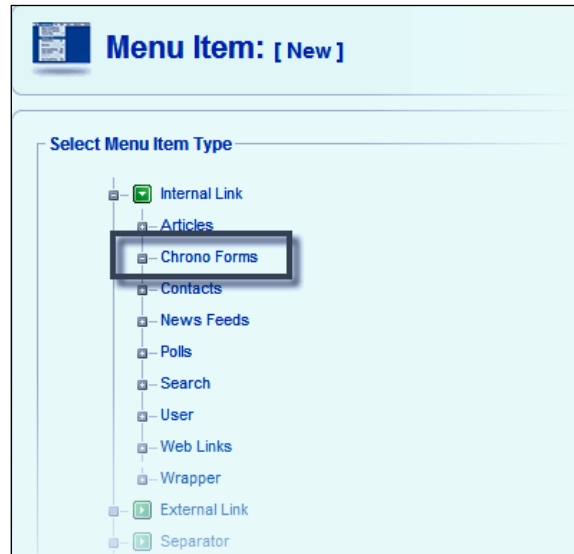 Menu Item: [ New ]
Select Menu Item Type
Internal Link
Articles
Chrono Forms
Contacts
News Feeds
Polls
Search
User
Web Links
Wrapper
External Link
Separator